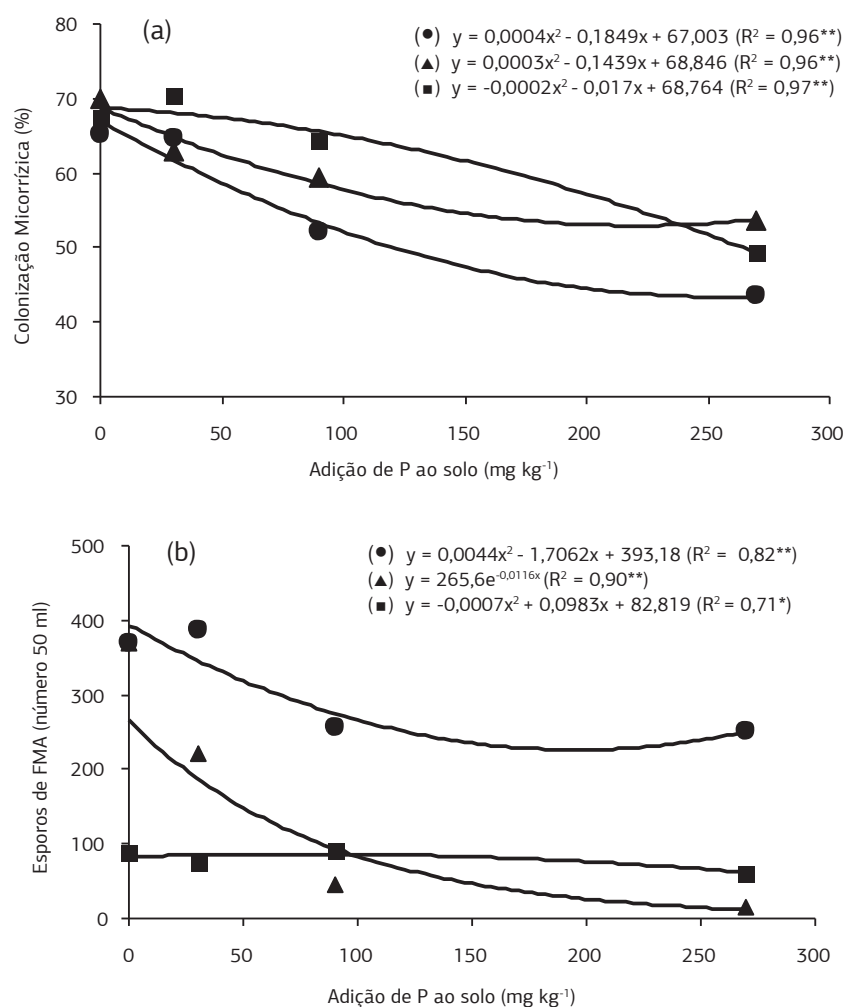 (a)
(●) y = 0,0004x² - 0,1849x + 67,003 (R² = 0,96**)
(▲) y = 0,0003x² - 0,1439x + 68,846 (R² = 0,96**)
(■) y = -0,0002x² - 0,017x + 68,764 (R² = 0,97**)
Colonização Micorrízica (%)
80
70
60
50
40
30
0 50 100 150 200 250 300
Adição de P ao solo (mg kg⁻¹)
(b)
(●) y = 0,0044x² - 1,7062x + 393,18 (R² = 0,82**)
(▲) y = 265,6e⁻⁰,⁰¹¹⁶ˣ (R² = 0,90**)
(■) y = -0,0007x² + 0,0983x + 82,819 (R² = 0,71*)
Esporos de FMA (número 50 ml)
500
400
300
200
100
0
0 50 100 150 200 250 300
Adição de P ao solo (mg kg⁻¹)